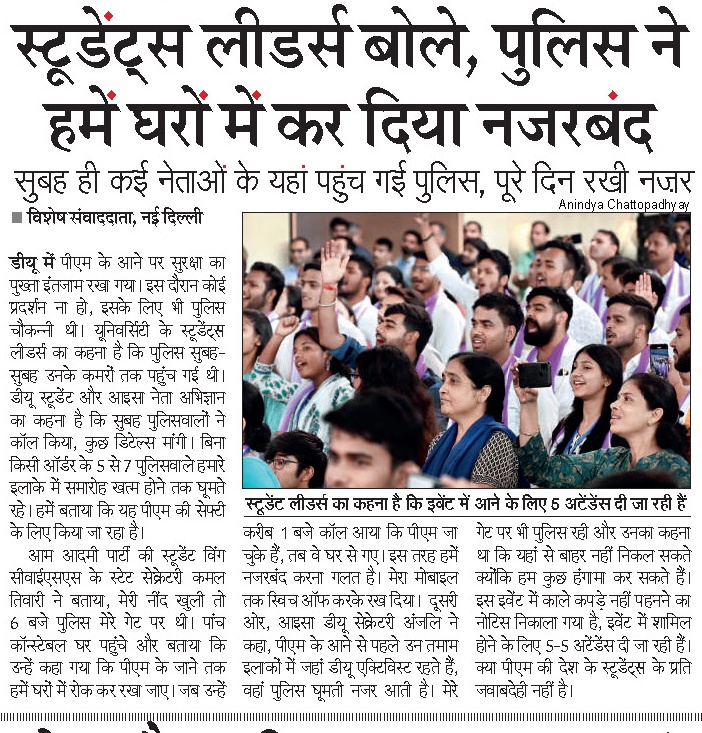 स्टूडेंट्स लीडर्स बोले, पुलिस ने
हमें घरों में कर दिया नजरबंद
सुबह ही कई नेताओं के यहां पहुंच गई पुलिस, पूरे दिन रखी नजर
Anindya Chattopadhyay
■ विशेष संवाददाता, नई दिल्ली
डीयू में पीएम के आने पर सुरक्षा का
पुख्ता इंतजाम रखा गया। इस दौरान कोई
प्रदर्शन ना हो, इसके लिए भी पुलिस
चौकन्नी थी। यूनिवर्सिटी के स्टूडेंट्स
लीडर्स का कहना है कि पुलिस सुबह-
सुबह उनके कमरों तक पहुंच गई थी।
डीयू स्टूडेंट और आइसा नेता अभिज्ञान
का कहना है कि सुबह पुलिसवालों ने
कॉल किया, कुछ डिटेल्स मांगी। बिना
किसी ऑर्डर के 5 से 7 पुलिसवाले हमारे
इलाके में समारोह खत्म होने तक घूमते
रहे। हमें बताया कि यह पीएम की सेफ्टी
के लिए किया जा रहा है।
आम आदमी पार्टी की स्टूडेंट विंग
सीवाईएसएस के स्टेट सेक्रेटरी कमल
तिवारी ने बताया, मेरी नींद खुली तो
6 बजे पुलिस मेरे गेट पर थी। पांच
कॉन्स्टेबल घर पहुंचे और बताया कि
उन्हें कहा गया कि पीएम के जाने तक
हमें घरों में रोक कर रखा जाए। जब उन्हें
स्टूडेंट लीडर्स का कहना है कि इवेंट में आने के लिए 5 अटेंडेंस दी जा रही हैं
करीब 1 बजे कॉल आया कि पीएम जा
चुके हैं, तब वे घर से गए। इस तरह हमें
नजरबंद करना गलत है। मेरा मोबाइल
तक स्विच ऑफ करके रख दिया। दूसरी
ओर, आइसा डीयू सेक्रेटरी अंजलि ने
कहा, पीएम के आने से पहले उन तमाम
इलाकों में जहां डीयू एक्टिविस्ट रहते हैं,
वहां पुलिस घूमती नजर आती है। मेरे
गेट पर भी पुलिस रही और उनका कहना
था कि यहां से बाहर नहीं निकल सकते
क्योंकि हम कुछ हंगामा कर सकते हैं।
इस इवेंट में काले कपड़े नहीं पहनने का
नोटिस निकाला गया है, इवेंट में शामिल
होने के लिए 5-5 अटेंडेंस दी जा रही हैं।
क्या पीएम की देश के स्टूडेंट्स के प्रति
जवाबदेही नहीं है।